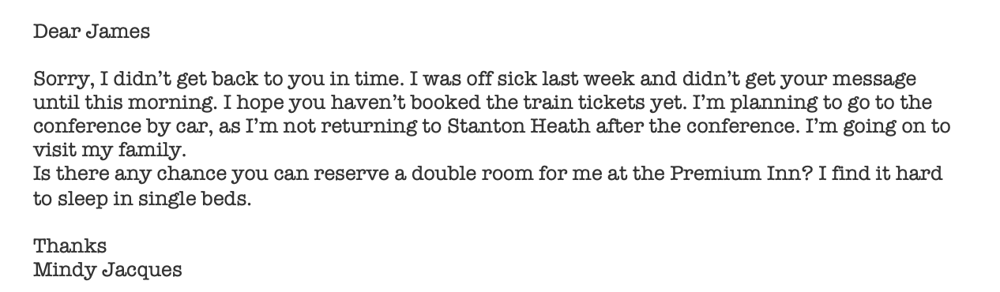 Dear James
Sorry, I didn’t get back to you in time. I was off sick last week and didn’t get your message
until this morning. I hope you haven’t booked the train tickets yet. I’m planning to go to the
conference by car, as I’m not returning to Stanton Heath after the conference. I’m going on to
visit my family.
Is there any chance you can reserve a double room for me at the Premium Inn? I find it hard
to sleep in single beds.
Thanks
Mindy Jacques